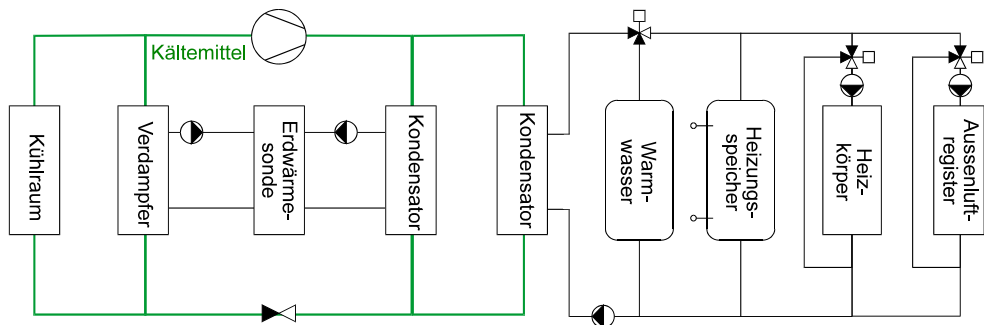 Kältemittel
Kühlraum
Verdampfer
Erdwärme-
sonde
Kondensator
Kondensator
Warm-
wasser
Heizungs-
speicher
Heiz-
körper
Aussenluft-
register